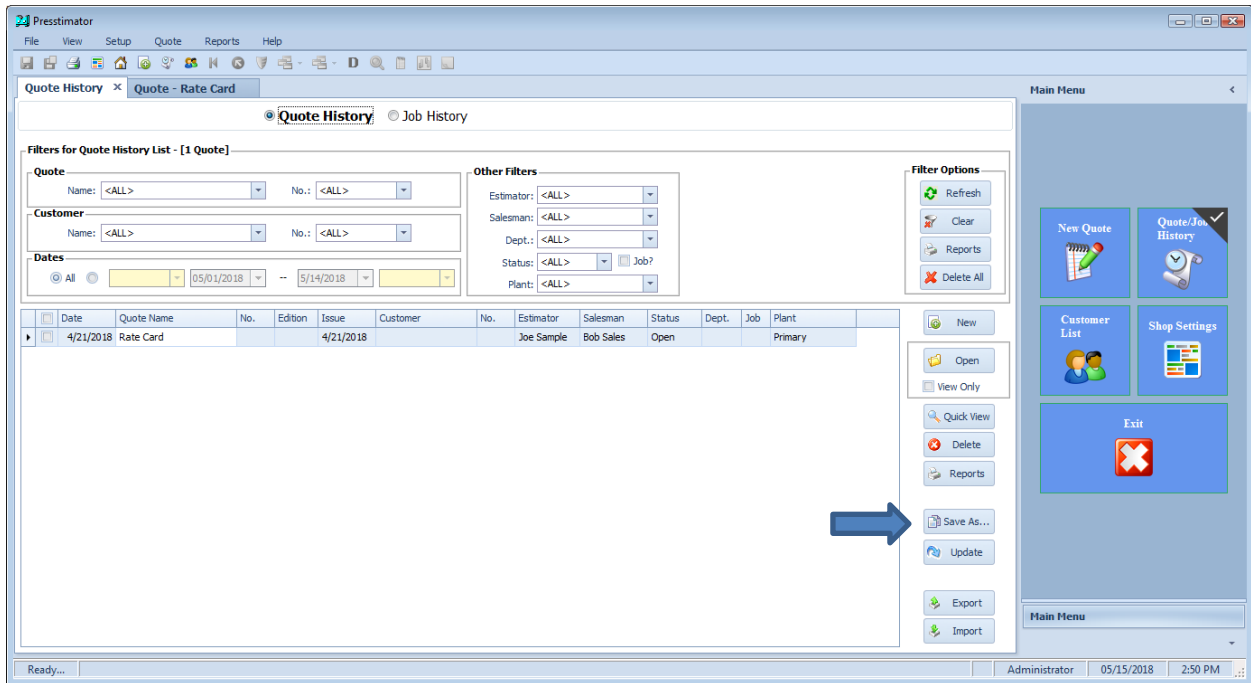 Presstimator
File View Setup Quote Reports Help
D
Quote History × Quote - Rate Card
Main Menu <
Quote History Job History
Filters for Quote History List - [1 Quote]
Quote
Name: <ALL> No.: <ALL>
Customer
Name: <ALL> No.: <ALL>
Dates
All 05/01/2018 -- 5/14/2018
Other Filters
Estimator: <ALL>
Salesman: <ALL>
Dept.: <ALL>
Status: <ALL> Job?
Plant: <ALL>
Filter Options
Refresh
Clear
Reports
Delete All
Date Quote Name No. Edition Issue Customer No. Estimator Salesman Status Dept. Job Plant
4/21/2018 Rate Card 4/21/2018 Joe Sample Bob Sales Open Primary
New
Open
View Only
Quick View
Delete
Reports
Save As...
Update
Export
Import
New Quote
Quote/Job
History
Customer
List
Shop Settings
Exit
Main Menu
Ready...
Administrator 05/15/2018 2:50 PM